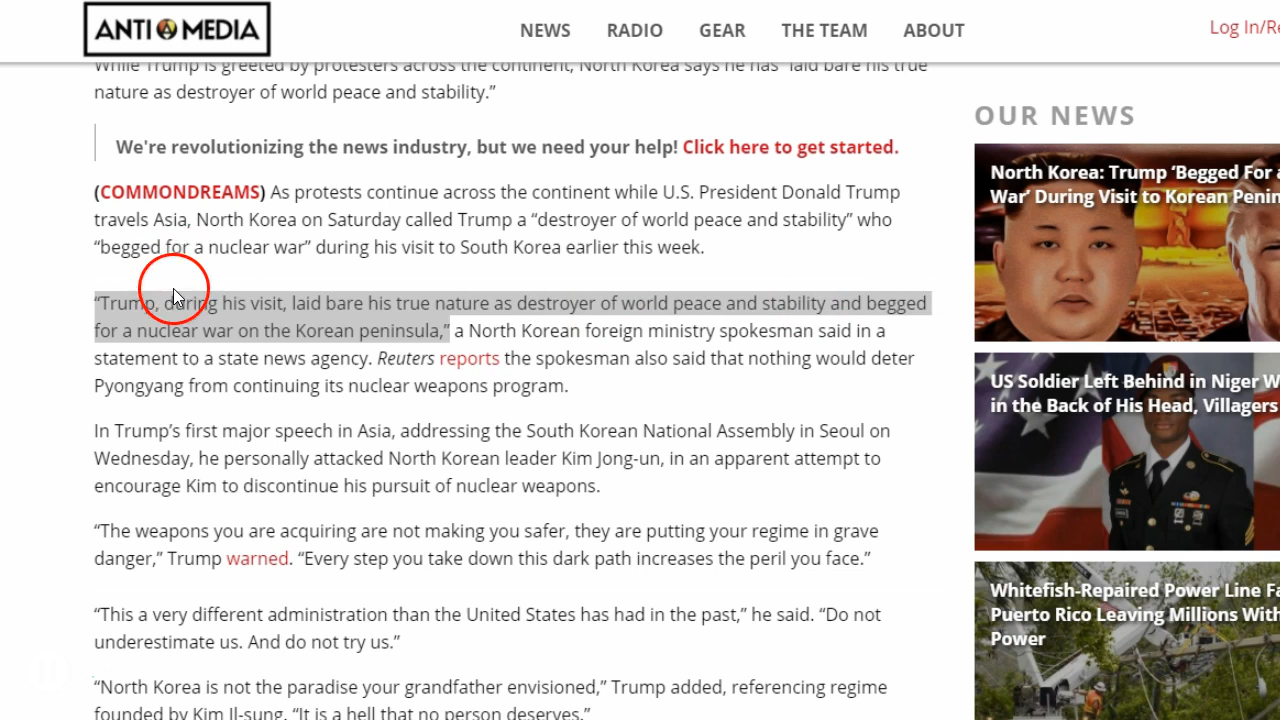 ANTI MEDIA
NEWS RADIO GEAR THE TEAM ABOUT
Log In/Re
While Trump is greeted by protesters across the continent, North Korea says he has “laid bare his true
nature as destroyer of world peace and stability.”
We're revolutionizing the news industry, but we need your help! Click here to get started.
(COMMONDREAMS) As protests continue across the continent while U.S. President Donald Trump
travels Asia, North Korea on Saturday called Trump a “destroyer of world peace and stability” who
“begged for a nuclear war” during his visit to South Korea earlier this week.
“Trump, during his visit, laid bare his true nature as destroyer of world peace and stability and begged
for a nuclear war on the Korean peninsula,” a North Korean foreign ministry spokesman said in a
statement to a state news agency. Reuters reports the spokesman also said that nothing would deter
Pyongyang from continuing its nuclear weapons program.
In Trump’s first major speech in Asia, addressing the South Korean National Assembly in Seoul on
Wednesday, he personally attacked North Korean leader Kim Jong-un, in an apparent attempt to
encourage Kim to discontinue his pursuit of nuclear weapons.
“The weapons you are acquiring are not making you safer, they are putting your regime in grave
danger,” Trump warned. “Every step you take down this dark path increases the peril you face.”
“This a very different administration than the United States has had in the past,” he said. “Do not
underestimate us. And do not try us.”
“North Korea is not the paradise your grandfather envisioned,” Trump added, referencing regime
founded by Kim Il-sung. “It is a hell that no person deserves.”
OUR NEWS
North Korea: Trump ‘Begged For a
War’ During Visit to Korean Penin
US Soldier Left Behind in Niger W
in the Back of His Head, Villagers
Whitefish-Repaired Power Line Fa
Puerto Rico Leaving Millions With
Power